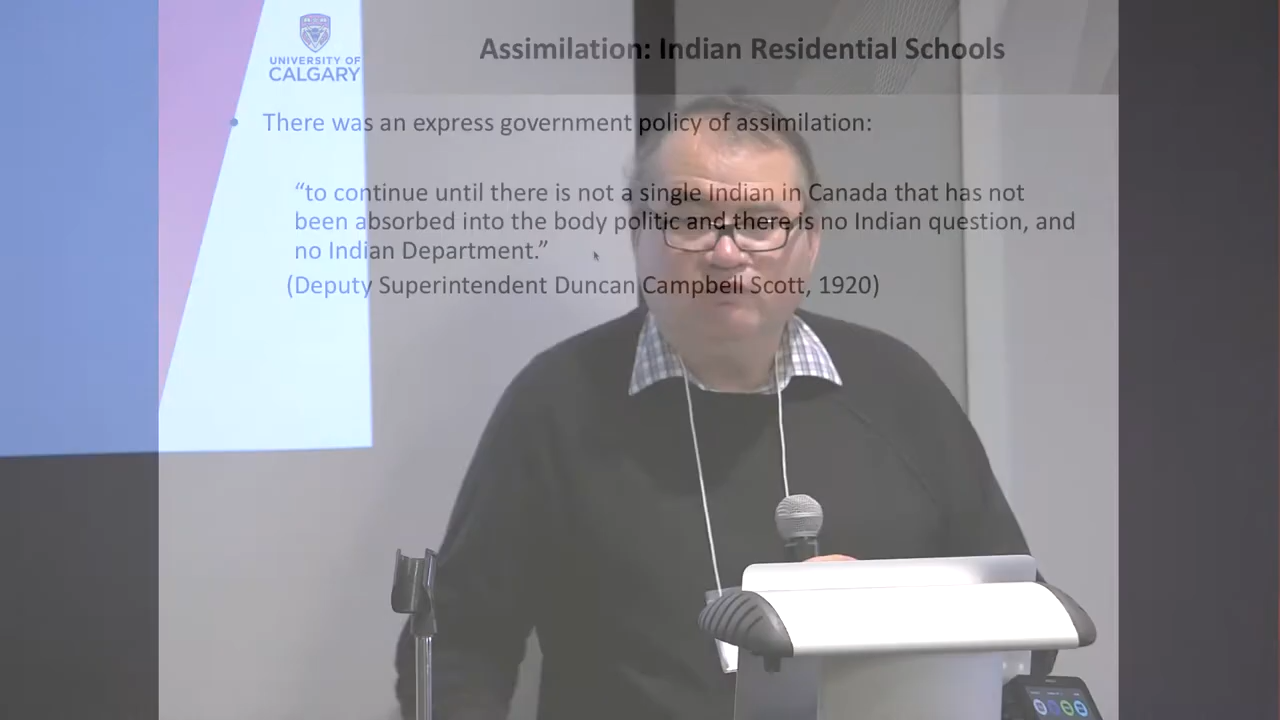 UNIVERSITY OF
CALGARY
Assimilation: Indian Residential Schools
• There was an express government policy of assimilation:
“to continue until there is not a single Indian in Canada that has not
been absorbed into the body politic and there is no Indian question, and
no Indian Department.”
(Deputy Superintendent Duncan Campbell Scott, 1920)